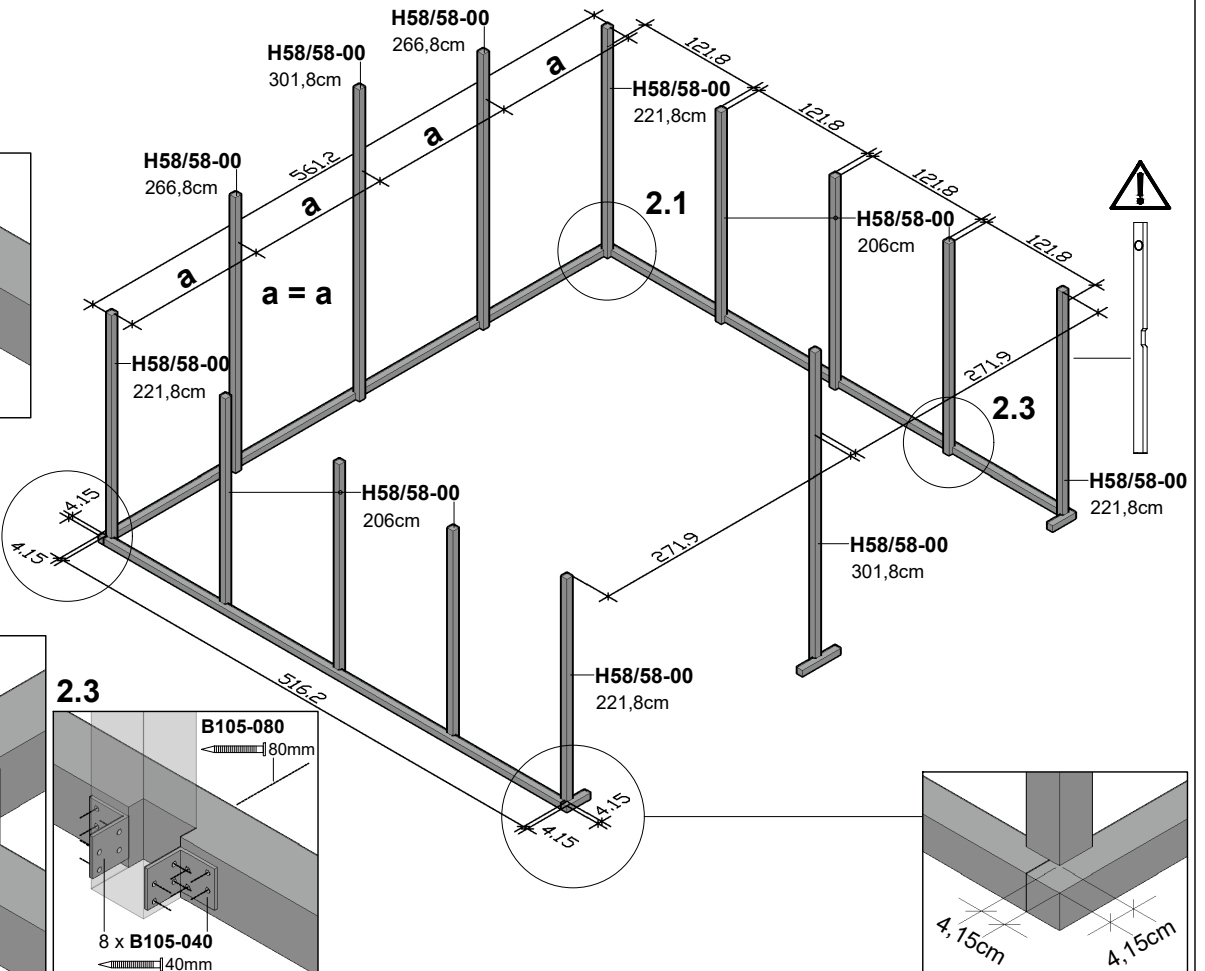 H58/58-00
266,8cm
H58/58-00
301,8cm
H58/58-00
266,8cm
H58/58-00
221,8cm
561.2
a
a
a
a
a = a
121.8
121.8
121.8
121.8
2.1
H58/58-00
206cm
H58/58-00
221,8cm
271.9
271.9
2.3
H58/58-00
221,8cm
H58/58-00
206cm
H58/58-00
301,8cm
4.15
4.15
516.2
H58/58-00
221,8cm
4.15
4.15
2.3
B105-080
80mm
8 x B105-040
40mm
4,15cm
4,15cm